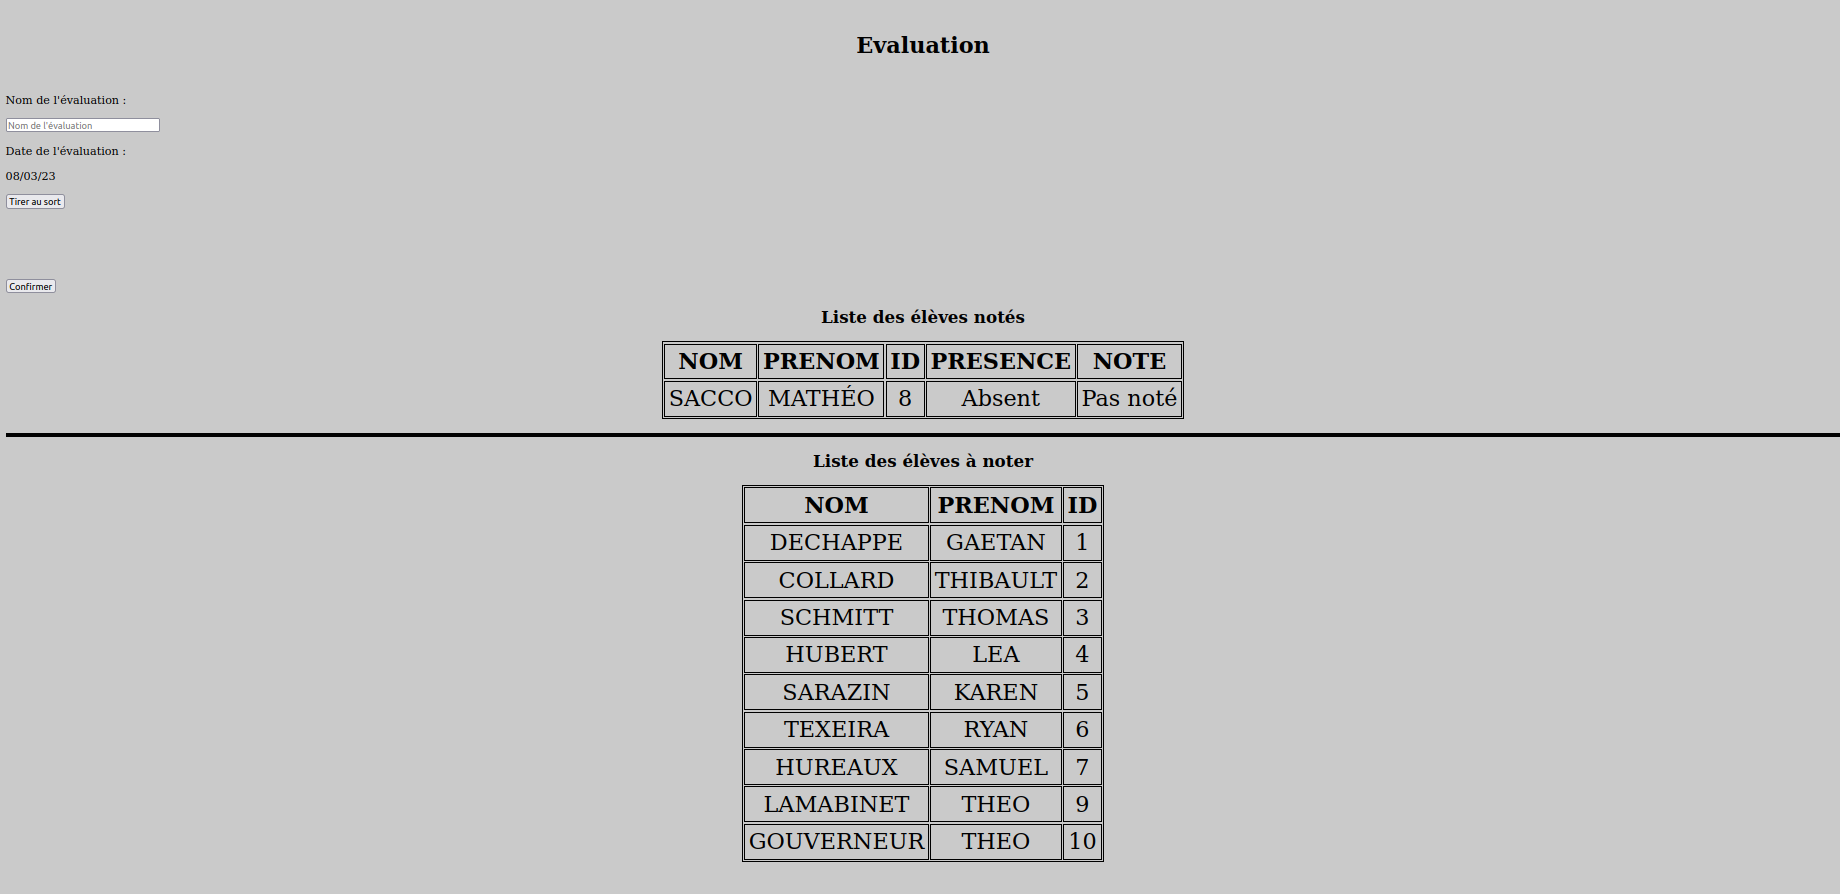 Evaluation
Nom de l'évaluation :
Nom de l'évaluation
Date de l'évaluation :
08/03/23
Tirer au sort
Confirmer
Liste des élèves notés
NOM PRENOM ID PRESENCE NOTE
SACCO MATHÉO 8 Absent Pas noté
Liste des élèves à noter
NOM PRENOM ID
DECHAPPE GAETAN 1
COLLARD THIBAULT 2
SCHMITT THOMAS 3
HUBERT LEA 4
SARAZIN KAREN 5
TEXEIRA RYAN 6
HUREAUX SAMUEL 7
LAMABINET THEO 9
GOUVERNEUR THEO 10